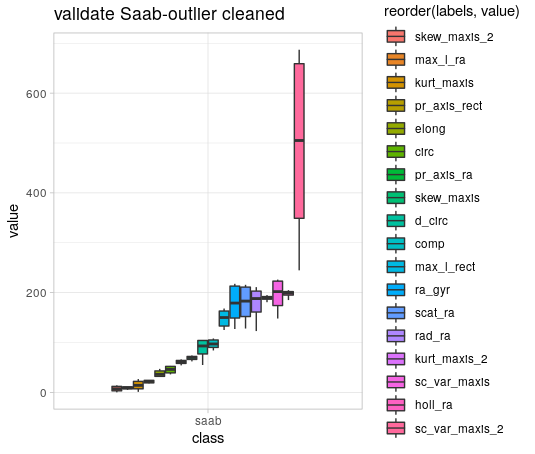 validate Saab-outlier cleaned
value
600
400
200
0
saab
class
reorder(labels, value)
skew_maxis_2
max_l_ra
kurt_maxis
pr_axis_rect
elong
circ
pr_axis_ra
skew_maxis
d_circ
comp
max_l_rect
ra_gyr
scat_ra
rad_ra
kurt_maxis_2
sc_var_maxis
holl_ra
sc_var_maxis_2